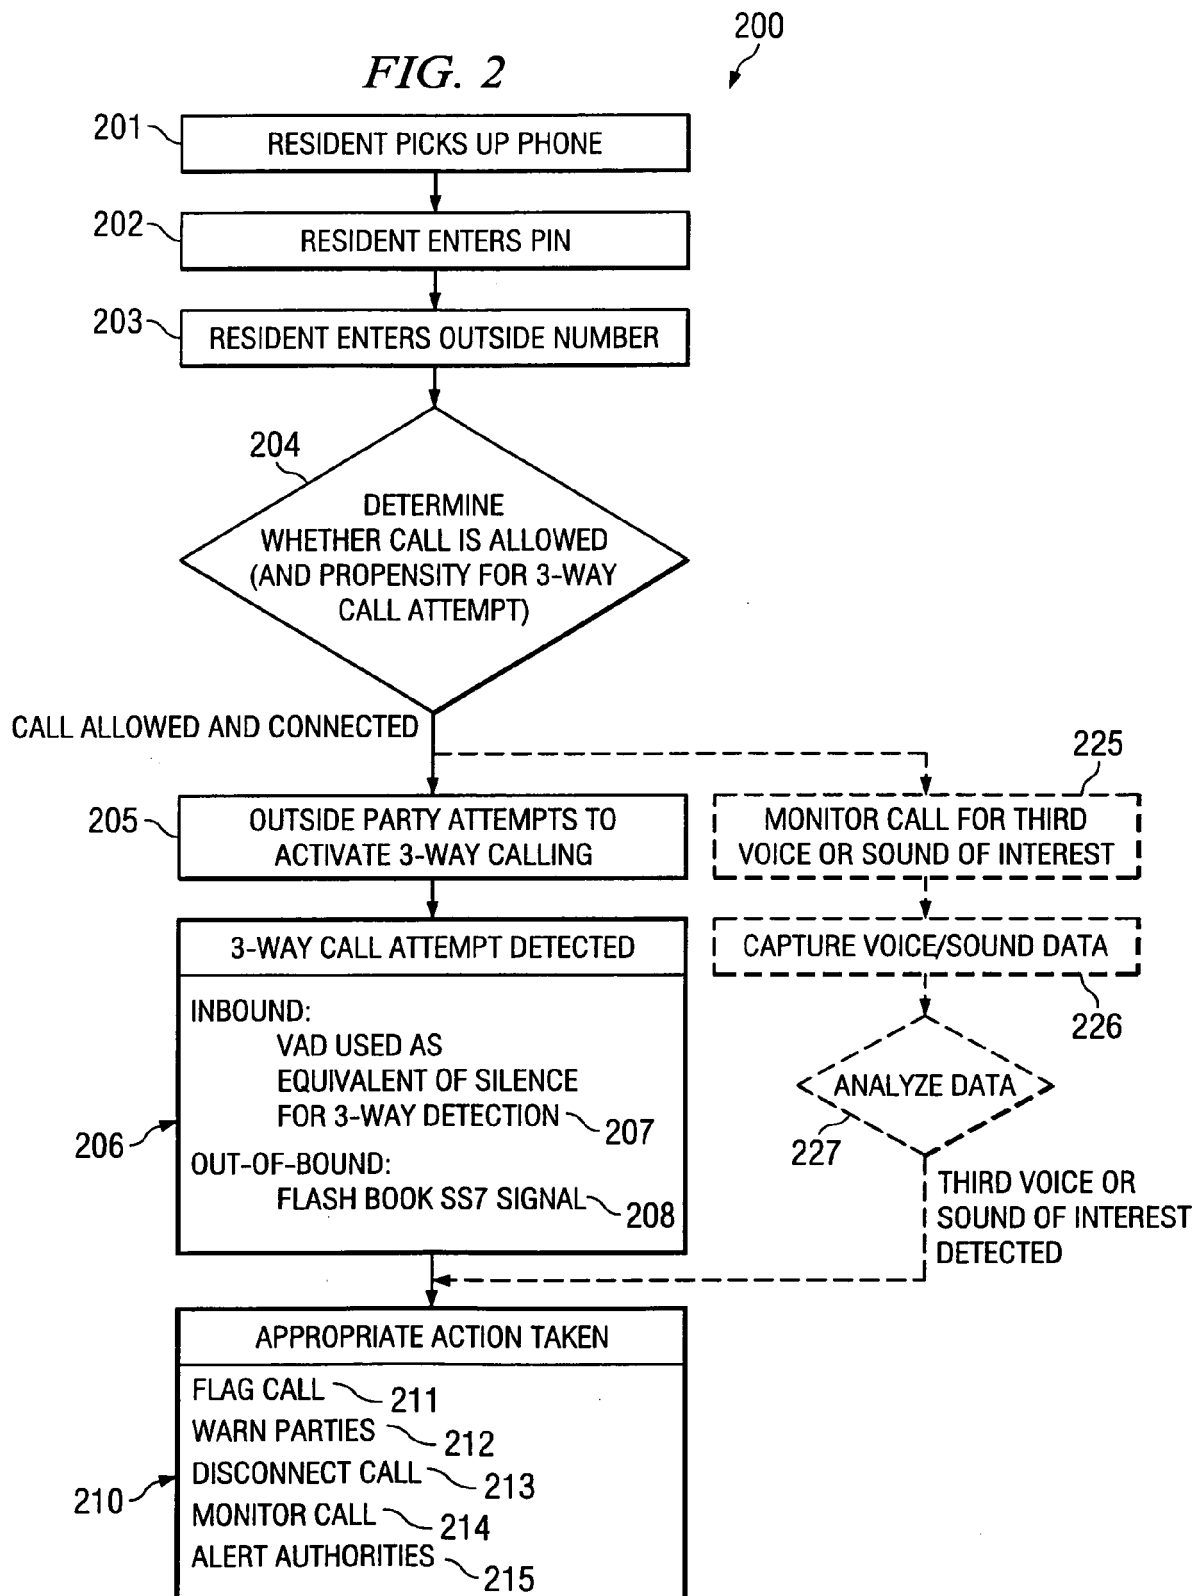 FIG. 2
200
201
RESIDENT PICKS UP PHONE
202
RESIDENT ENTERS PIN
203
RESIDENT ENTERS OUTSIDE NUMBER
204
DETERMINE
WHETHER CALL IS ALLOWED
(AND PROPENSITY FOR 3-WAY
CALL ATTEMPT)
CALL ALLOWED AND CONNECTED
205
OUTSIDE PARTY ATTEMPTS TO
ACTIVATE 3-WAY CALLING
225
MONITOR CALL FOR THIRD
VOICE OR SOUND OF INTEREST
CAPTURE VOICE/SOUND DATA
226
ANALYZE DATA
227
THIRD VOICE OR
SOUND OF INTEREST
DETECTED
206
3-WAY CALL ATTEMPT DETECTED
INBOUND:
VAD USED AS
EQUIVALENT OF SILENCE
FOR 3-WAY DETECTION
207
OUT-OF-BOUND:
FLASH BOOK SS7 SIGNAL
208
210
APPROPRIATE ACTION TAKEN
FLAG CALL
211
WARN PARTIES
212
DISCONNECT CALL
213
MONITOR CALL
214
ALERT AUTHORITIES
215